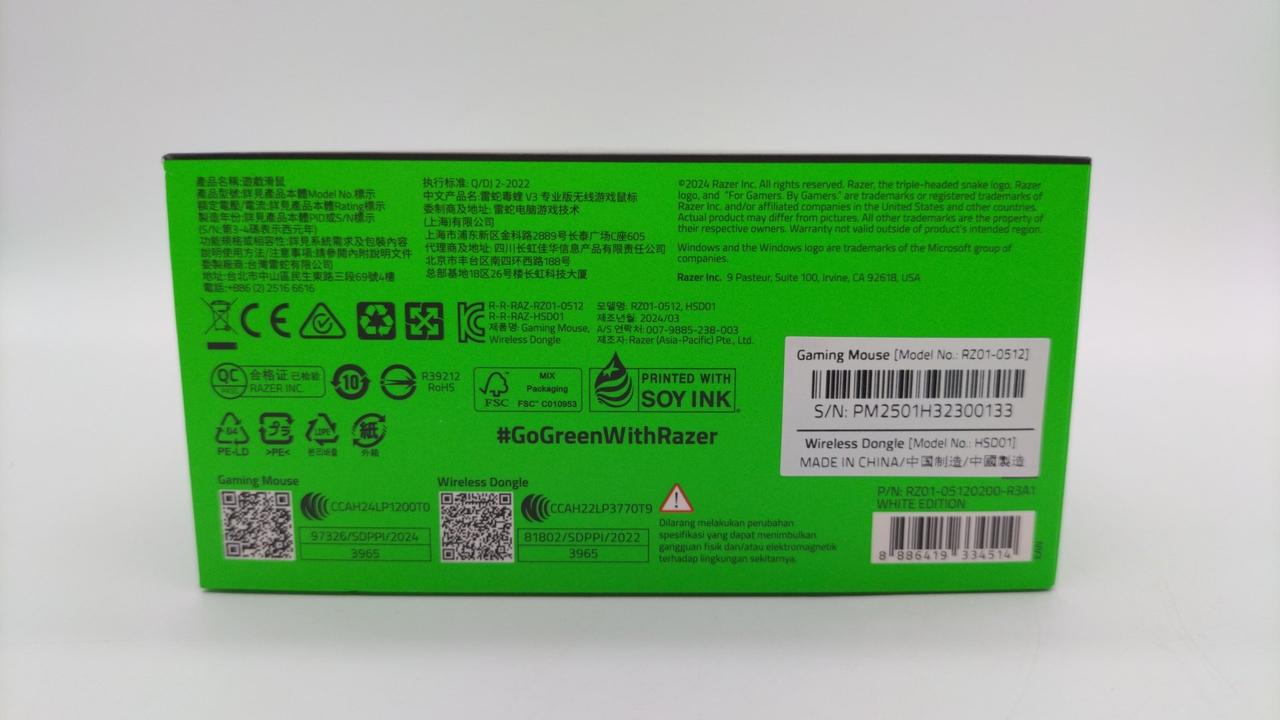 產品名稱:遊戲滑鼠
產品型號:詳見產品本體Model No.標示
額定電壓/電流:詳見產品本體Rating標示
製造年份:詳見產品本體PID或S/N標示
(S/N:第3-4碼表示西元年)
功能規格或相容性:詳見系統需求及包裝內容
說明使用方法/注意事項:請參閱內附說明文件
委製廠商:台灣雷蛇有限公司
地址:台北市中山區民生東路三段69號4樓
電話:+886 (2) 2516 6616
执行标准: Q/DJ 2-2022
中文产品名:雷蛇毒蝰 V3 专业版无线游戏鼠标
委制商及地址: 雷蛇电脑游戏技术
(上海)有限公司
上海市浦东新区金科路2889号长泰广场C座605
代理商及地址: 四川长虹佳华信息产品有限责任公司
北京市丰台区南四环西路188号
总部基地18区26号楼长虹科技大厦
©2024 Razer Inc. All rights reserved. Razer, the triple-headed snake logo, Razer
logo, and "For Gamers. By Gamers." are trademarks or registered trademarks of
Razer Inc. and/or affiliated companies in the United States and other countries.
Actual product may differ from pictures. All other trademarks are the property of
their respective owners. Warranty not valid outside of product's intended region.
Windows and the Windows logo are trademarks of the Microsoft group of
companies.
Razer Inc. 9 Pasteur, Suite 100, Irvine, CA 92618, USA
CE
R-R-RAZ-RZ01-0512
R-R-RAZ-HSD01
제품명: Gaming Mouse,
Wireless Dongle
모델명: RZ01-0512, HSD01
제조년월: 2024/03
A/S 연락처: 007-9885-238-003
제조자: Razer (Asia-Pacific) Pte., Ltd.
QC
合格证 已检验
RAZER INC.
10
R39212
RoHS
FSC
MIX
Packaging
FSC™ C010953
PRINTED WITH
SOY INK
PE-LD
プラ
>PE<
LDPE
분리배출
紙
外箱
#GoGreenWithRazer
Gaming Mouse [Model No.: RZ01-0512]
S/N: PM2501H32300133
Wireless Dongle [Model No.: HSD01]
MADE IN CHINA/中国制造/中國製造
Gaming Mouse
CCAH24LP1200T0
97326/SDPPI/2024
3965
Wireless Dongle
CCAH22LP3770T9
81802/SDPPI/2022
3965
Dilarang melakukan perubahan
spesifikasi yang dapat menimbulkan
gangguan fisik dan/atau elektromagnetik
terhadap lingkungan sekitarnya.
P/N: RZ01-05120200-R3A1
WHITE EDITION
8 886419 334514
EAN